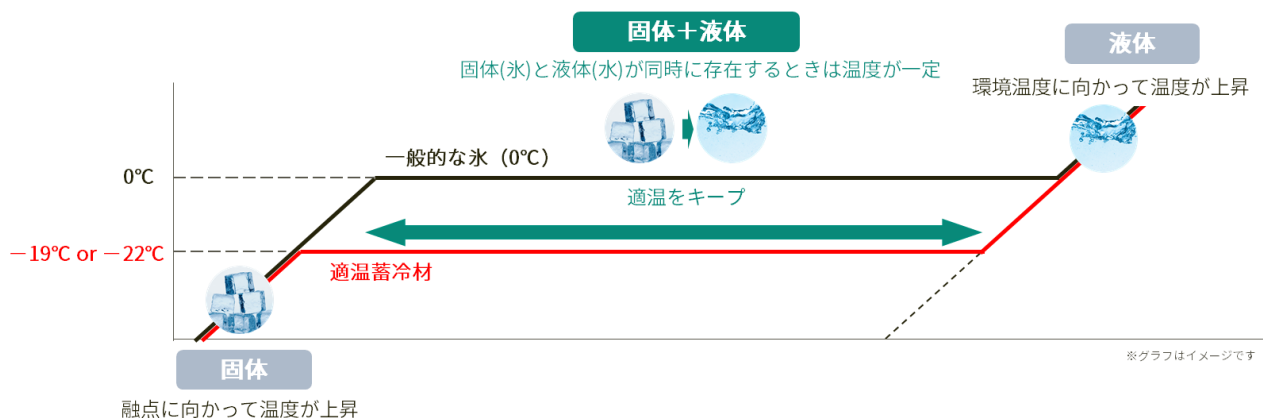 固体＋液体
固体(氷)と液体(水)が同時に存在するときは温度が一定
液体
環境温度に向かって温度が上昇
一般的な氷（0℃）
0℃
適温をキープ
－19℃ or －22℃
適温蓄冷材
※グラフはイメージです
固体
融点に向かって温度が上昇